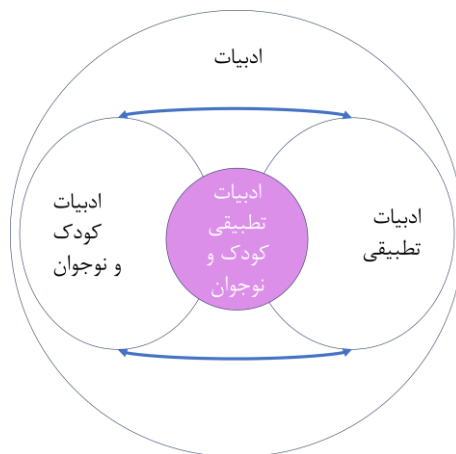 ادبیات
ادبیات
تطبیقی
ادبیات
تطبیقی
کودک و
نوجوان
ادبیات
کودک
و نوجوان